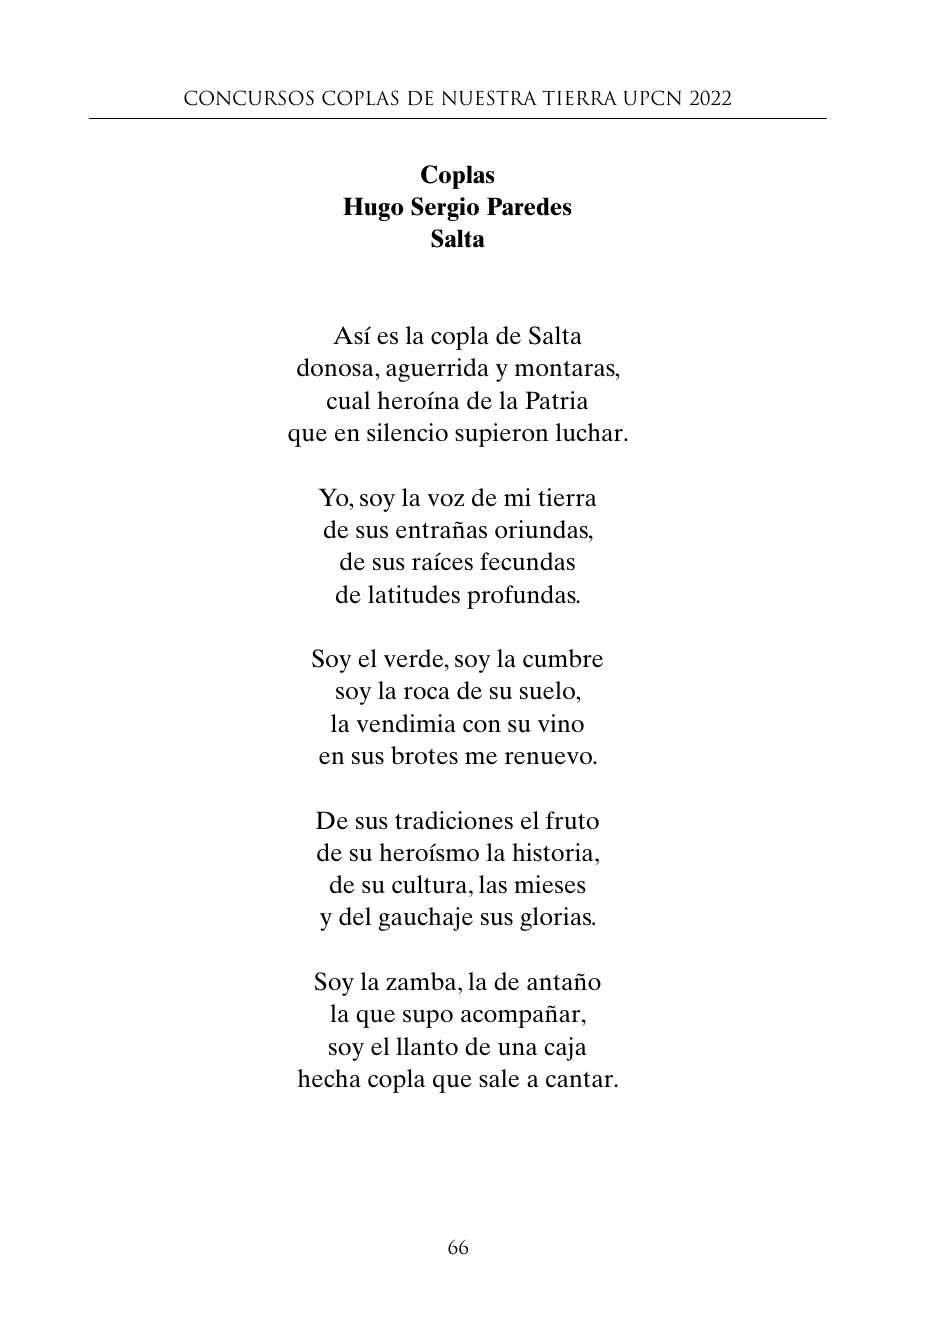 CONCURSOS COPLAS DE NUESTRA TIERRA UPCN 2022
Coplas
Hugo Sergio Paredes
Salta
Así es la copla de Salta
donosa, aguerrida y montaras,
cual heroína de la Patria
que en silencio supieron luchar.
Yo, soy la voz de mi tierra
de sus entrañas oriundas,
de sus raíces fecundas
de latitudes profundas.
Soy el verde, soy la cumbre
soy la roca de su suelo,
la vendimia con su vino
en sus brotes me renuevo.
De sus tradiciones el fruto
de su heroísmo la historia,
de su cultura, las mieses
y del gauchaje sus glorias.
Soy la zamba, la de antaño
la que supo acompañar,
soy el llanto de una caja
hecha copla que sale a cantar.
66